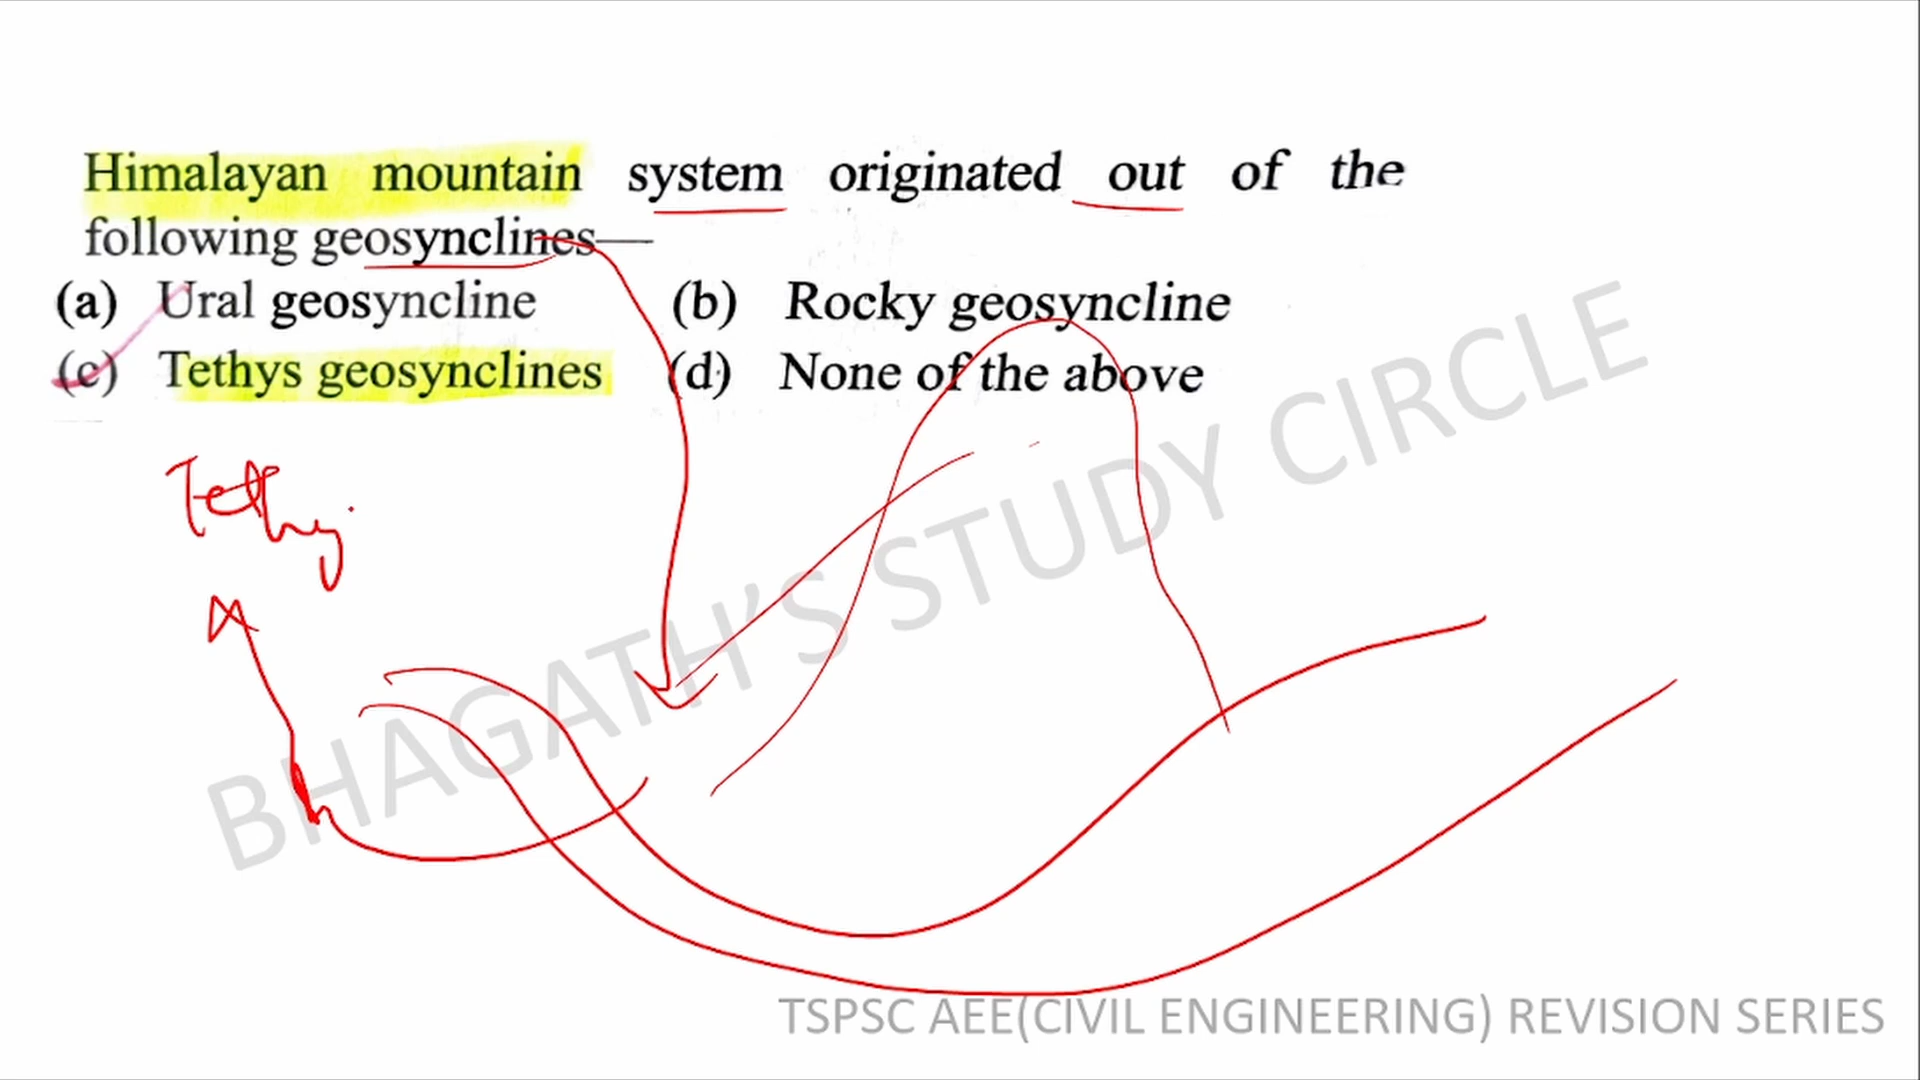 Himalayan mountain system originated out of the
following geosynclines—
(a) Ural geosyncline (b) Rocky geosyncline
(c) Tethys geosynclines (d) None of the above
Tethy
BHAGATH'S STUDY CIRCLE
TSPSC AEE(CIVIL ENGINEERING) REVISION SERIES